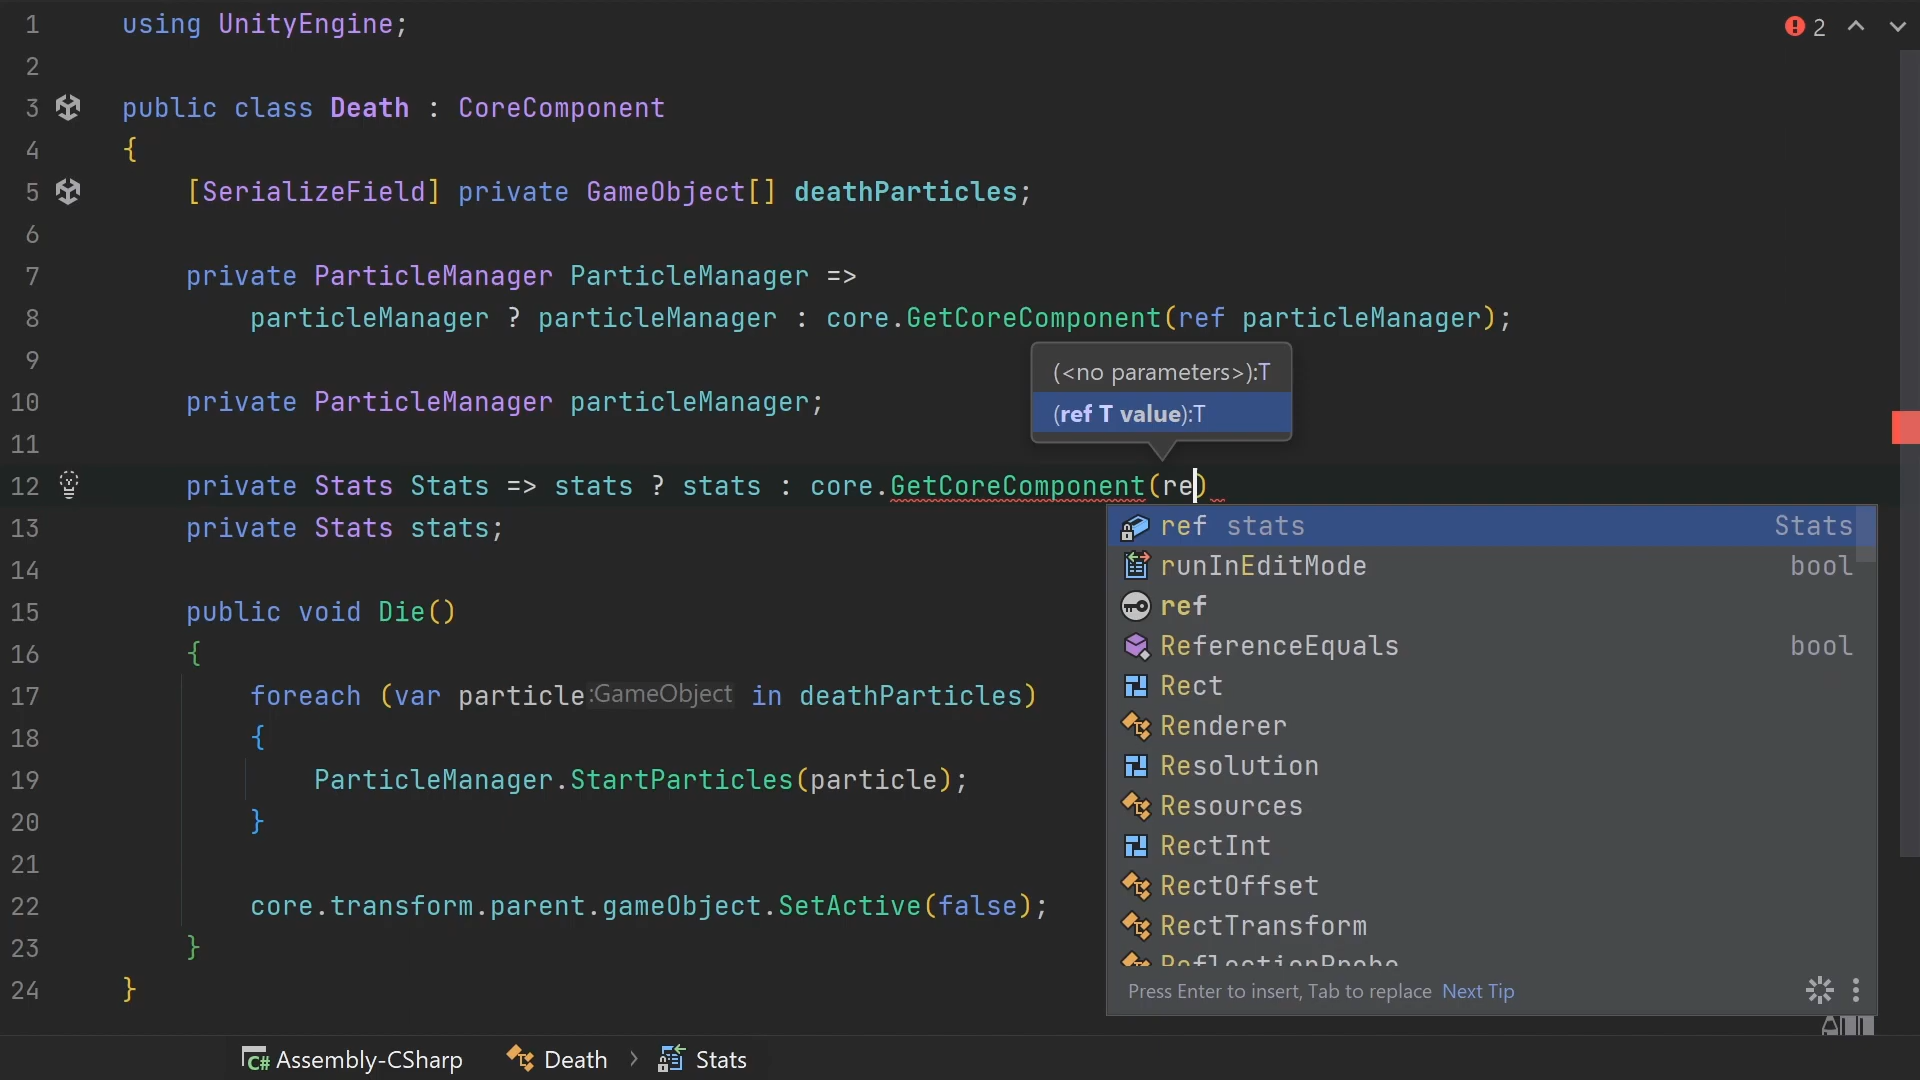 1 using UnityEngine;
2
3 public class Death : CoreComponent
4 {
5 [SerializeField] private GameObject[] deathParticles;
6
7 private ParticleManager ParticleManager =>
8 particleManager ? particleManager : core.GetCoreComponent(ref particleManager);
9
10 private ParticleManager particleManager;
11
12 private Stats Stats => stats ? stats : core.GetCoreComponent(re)
13 private Stats stats;
14
15 public void Die()
16 {
17 foreach (var particle:GameObject in deathParticles)
18 {
19 ParticleManager.StartParticles(particle);
20 }
21
22 core.transform.parent.gameObject.SetActive(false);
23 }
24 }
2
(<no parameters>):T
(ref T value):T
ref stats Stats
runInEditMode bool
ref
ReferenceEquals bool
Rect
Renderer
Resolution
Resources
RectInt
RectOffset
RectTransform
ReflectionProbe
Press Enter to insert, Tab to replace Next Tip
C# Assembly-CSharp Death > Stats